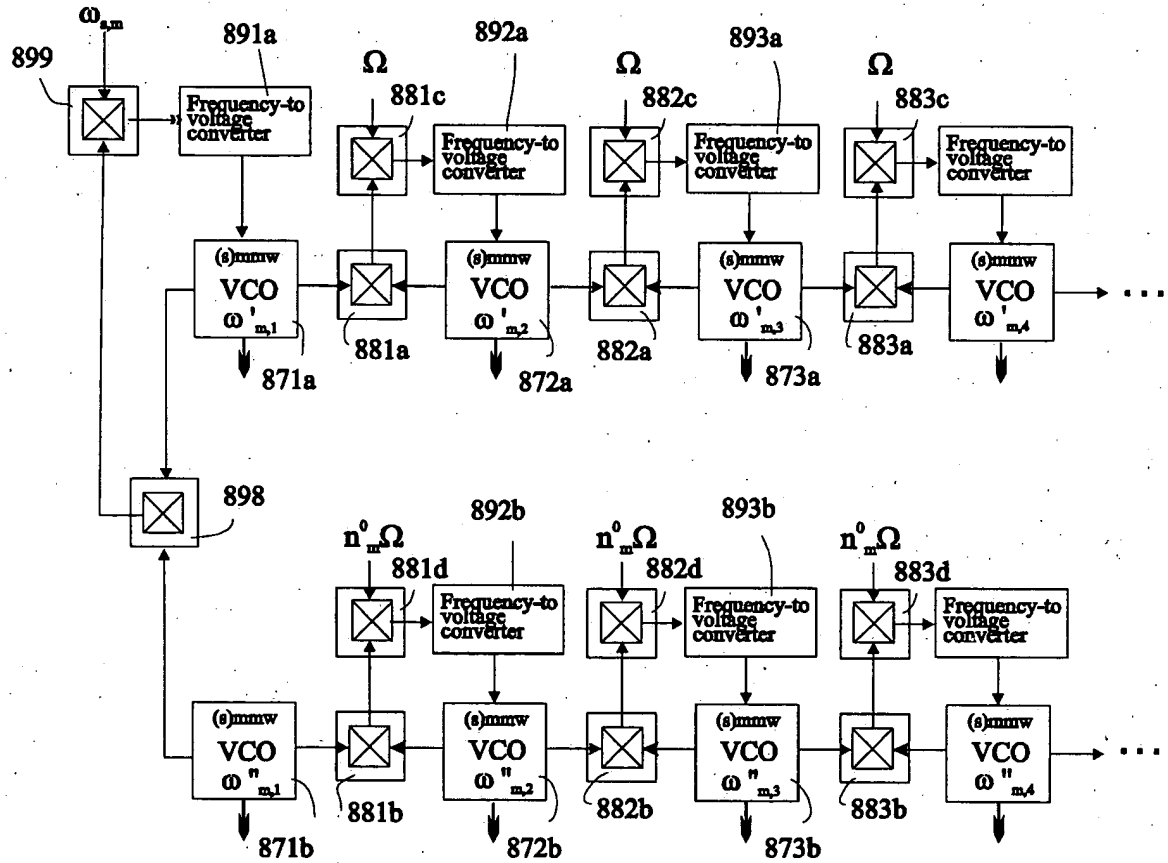 ω s,m
891a
892a
893a
899
Ω
Ω
Ω
881c
882c
883c
Frequency-to
voltage
converter
Frequency-to
voltage
converter
Frequency-to
voltage
converter
Frequency-to
voltage
converter
(s)mmw
VCO
ω' m,1
(s)mmw
VCO
ω' m,2
(s)mmw
VCO
ω' m,3
(s)mmw
VCO
ω' m,4
...
881a
882a
883a
871a
872a
873a
898
892b
893b
n⁰ₘΩ
n⁰ₘΩ
n⁰ₘΩ
881d
882d
883d
Frequency-to
voltage
converter
Frequency-to
voltage
converter
Frequency-to
voltage
converter
(s)mmw
VCO
ω" m,1
(s)mmw
VCO
ω" m,2
(s)mmw
VCO
ω" m,3
(s)mmw
VCO
ω" m,4
...
881b
882b
883b
871b
872b
873b